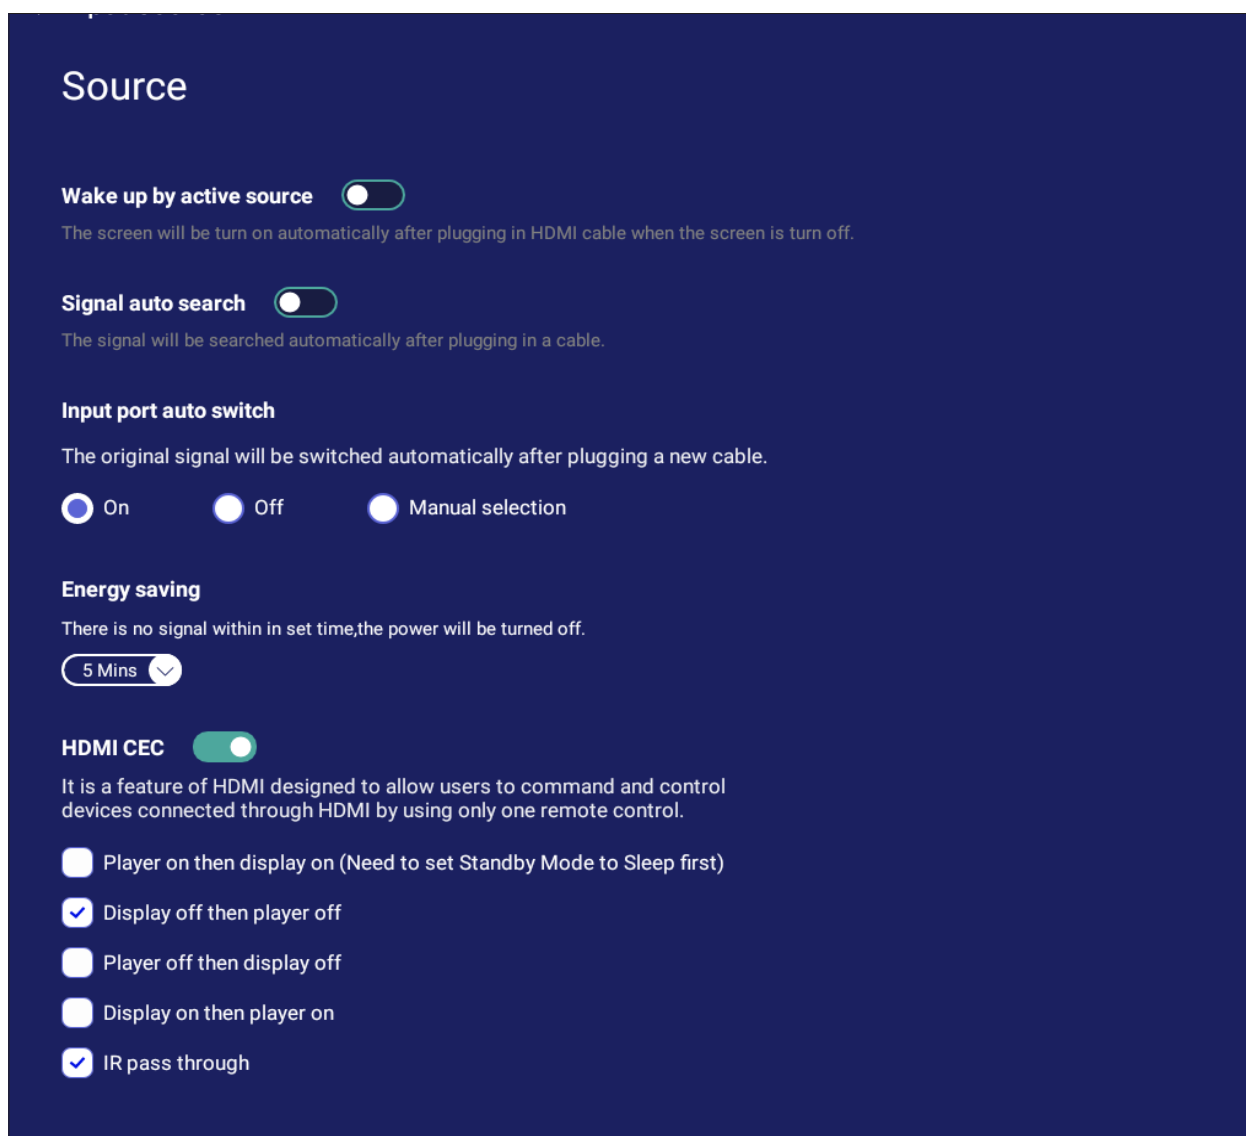 Source
Wake up by active source
The screen will be turn on automatically after plugging in HDMI cable when the screen is turn off.
Signal auto search
The signal will be searched automatically after plugging in a cable.
Input port auto switch
The original signal will be switched automatically after plugging a new cable.
On Off Manual selection
Energy saving
There is no signal within in set time,the power will be turned off.
5 Mins
HDMI CEC
It is a feature of HDMI designed to allow users to command and control
devices connected through HDMI by using only one remote control.
Player on then display on (Need to set Standby Mode to Sleep first)
Display off then player off
Player off then display off
Display on then player on
IR pass through